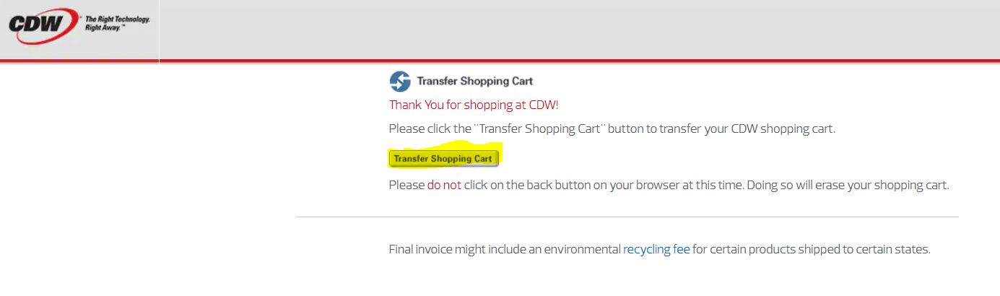 CDW
The Right Technology.
Right Away.™
Transfer Shopping Cart
Thank You for shopping at CDW!
Please click the "Transfer Shopping Cart" button to transfer your CDW shopping cart.
Transfer Shopping Cart
Please do not click on the back button on your browser at this time. Doing so will erase your shopping cart.
Final invoice might include an environmental recycling fee for certain products shipped to certain states.